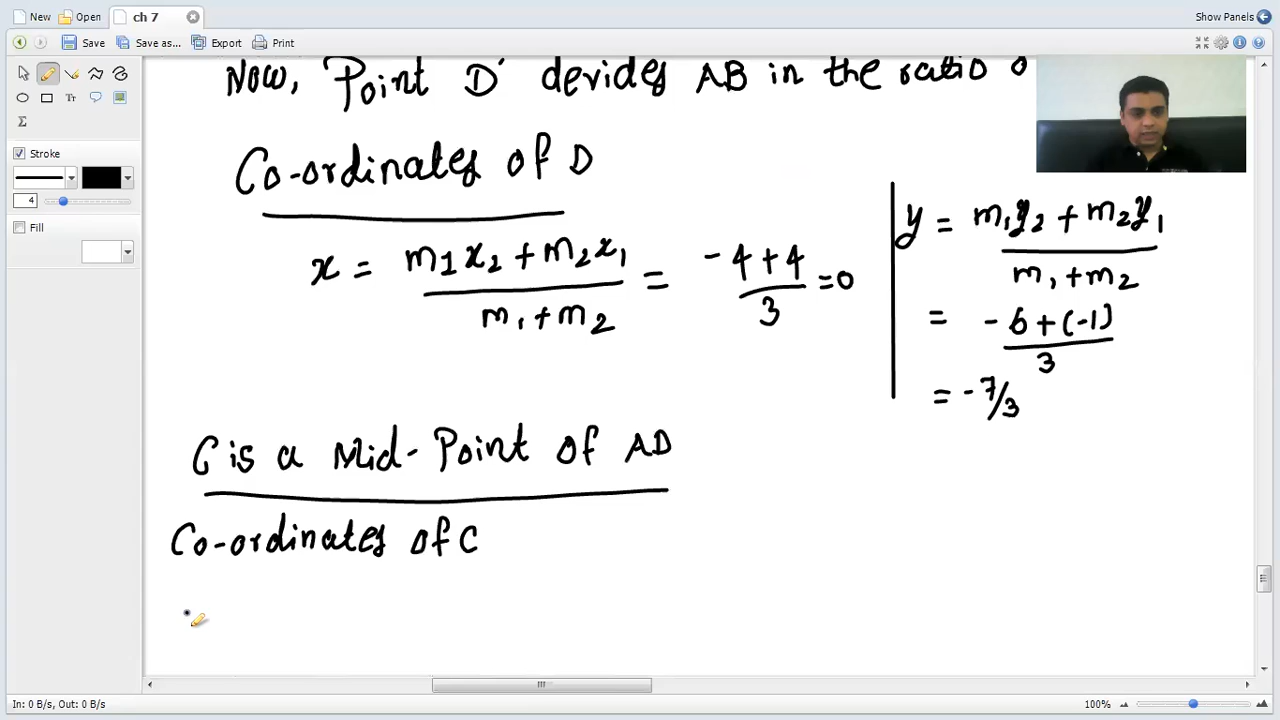 New Open ch 7 Show Panels
Save Save as... Export Print
Stroke
4
Fill
Now, Point D' devides AB in the ratio o
Co-ordinates of D
x = m1x2 + m2x1 / m1+m2 = -4+4 / 3 = 0
y = m1y2 + m2y1 / m1+m2
= -6+(-1) / 3
= -7/3
C is a Mid-Point of AD
Co-ordinates of C
In: 0 B/s, Out: 0 B/s 100%